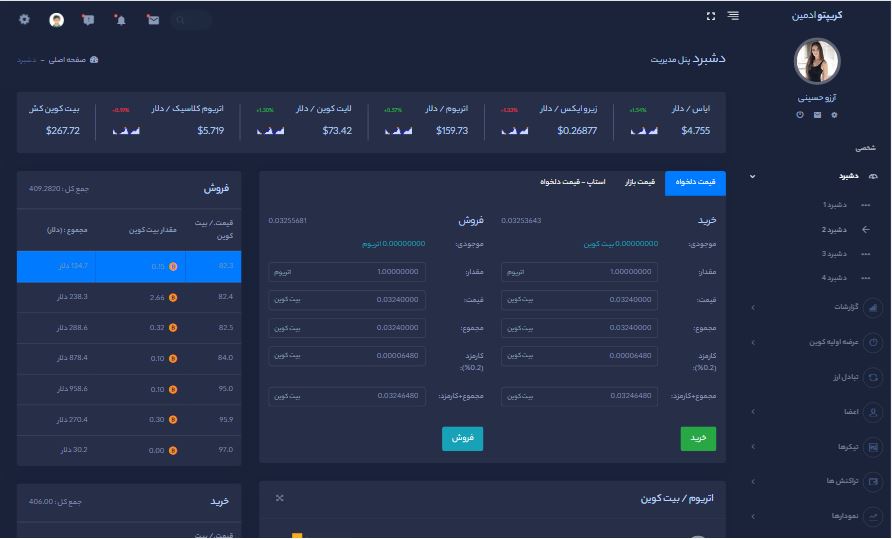 کریپتو ادمین
آرزو حسینی
شخصی
دشبرد
دشبرد 1
دشبرد 2
دشبرد 3
دشبرد 4
گزارشات
عرضه اولیه کوین
تبادل ارز
اعضا
تیکرها
تراکنش ها
نمودارها
دشبرد پنل مدیریت
صفحه اصلی - دشبرد
ایاس / دلار
+1.54%
$4.755
زیرو ایکس / دلار
$0.26877
اتریوم / دلار
+0.57%
$159.73
لایت کوین / دلار
+1.30%
$73.42
اتریوم کلاسیک / دلار
$5.719
بیت کوین کش
$267.72
قیمت دلخواه
قیمت بازار
استاپ - قیمت دلخواه
خرید
0.03253643
موجودی:
0.00000000 بیت کوین
مقدار:
1.00000000
اتریوم
قیمت:
0.03240000
بیت کوین
مجموع:
0.03240000
بیت کوین
کارمزد
(0.2%):
0.00006480
بیت کوین
مجموع+کارمزد:
0.03246480
بیت کوین
خرید
فروش
0.03255681
موجودی:
0.00000000 اتریوم
مقدار:
1.00000000
اتریوم
قیمت:
0.03240000
بیت کوین
مجموع:
0.03240000
بیت کوین
کارمزد
(0.2%):
0.00006480
بیت کوین
مجموع+کارمزد:
0.03246480
بیت کوین
فروش
اتریوم / بیت کوین
فروش
جمع کل : 409.2820
قیمت./ بیت
کوین
مقدار بیت کوین
مجموع : (دلار)
82.3 0.15 134.7 دلار
82.4 2.66 238.3 دلار
82.5 0.32 288.6 دلار
84.0 0.10 878.4 دلار
95.0 0.10 958.6 دلار
95.9 0.30 270.4 دلار
97.0 0.00 30.2 دلار
خرید
جمع کل : 406.00
قیمت./ بیت